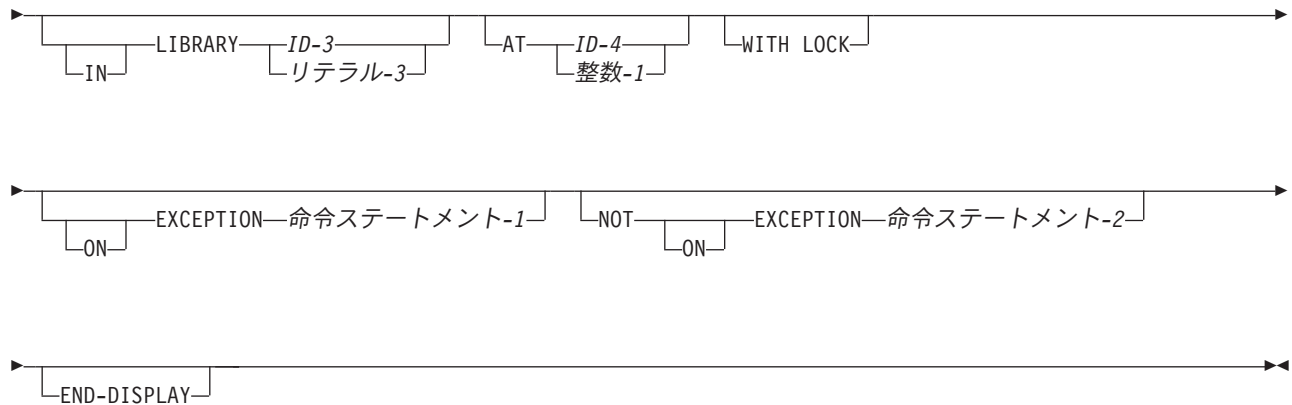 LIBRARY ID-3 AT ID-4 WITH LOCK
IN リテラル-3 整数-1
EXCEPTION 命令ステートメント-1 NOT EXCEPTION 命令ステートメント-2
ON ON
END-DISPLAY